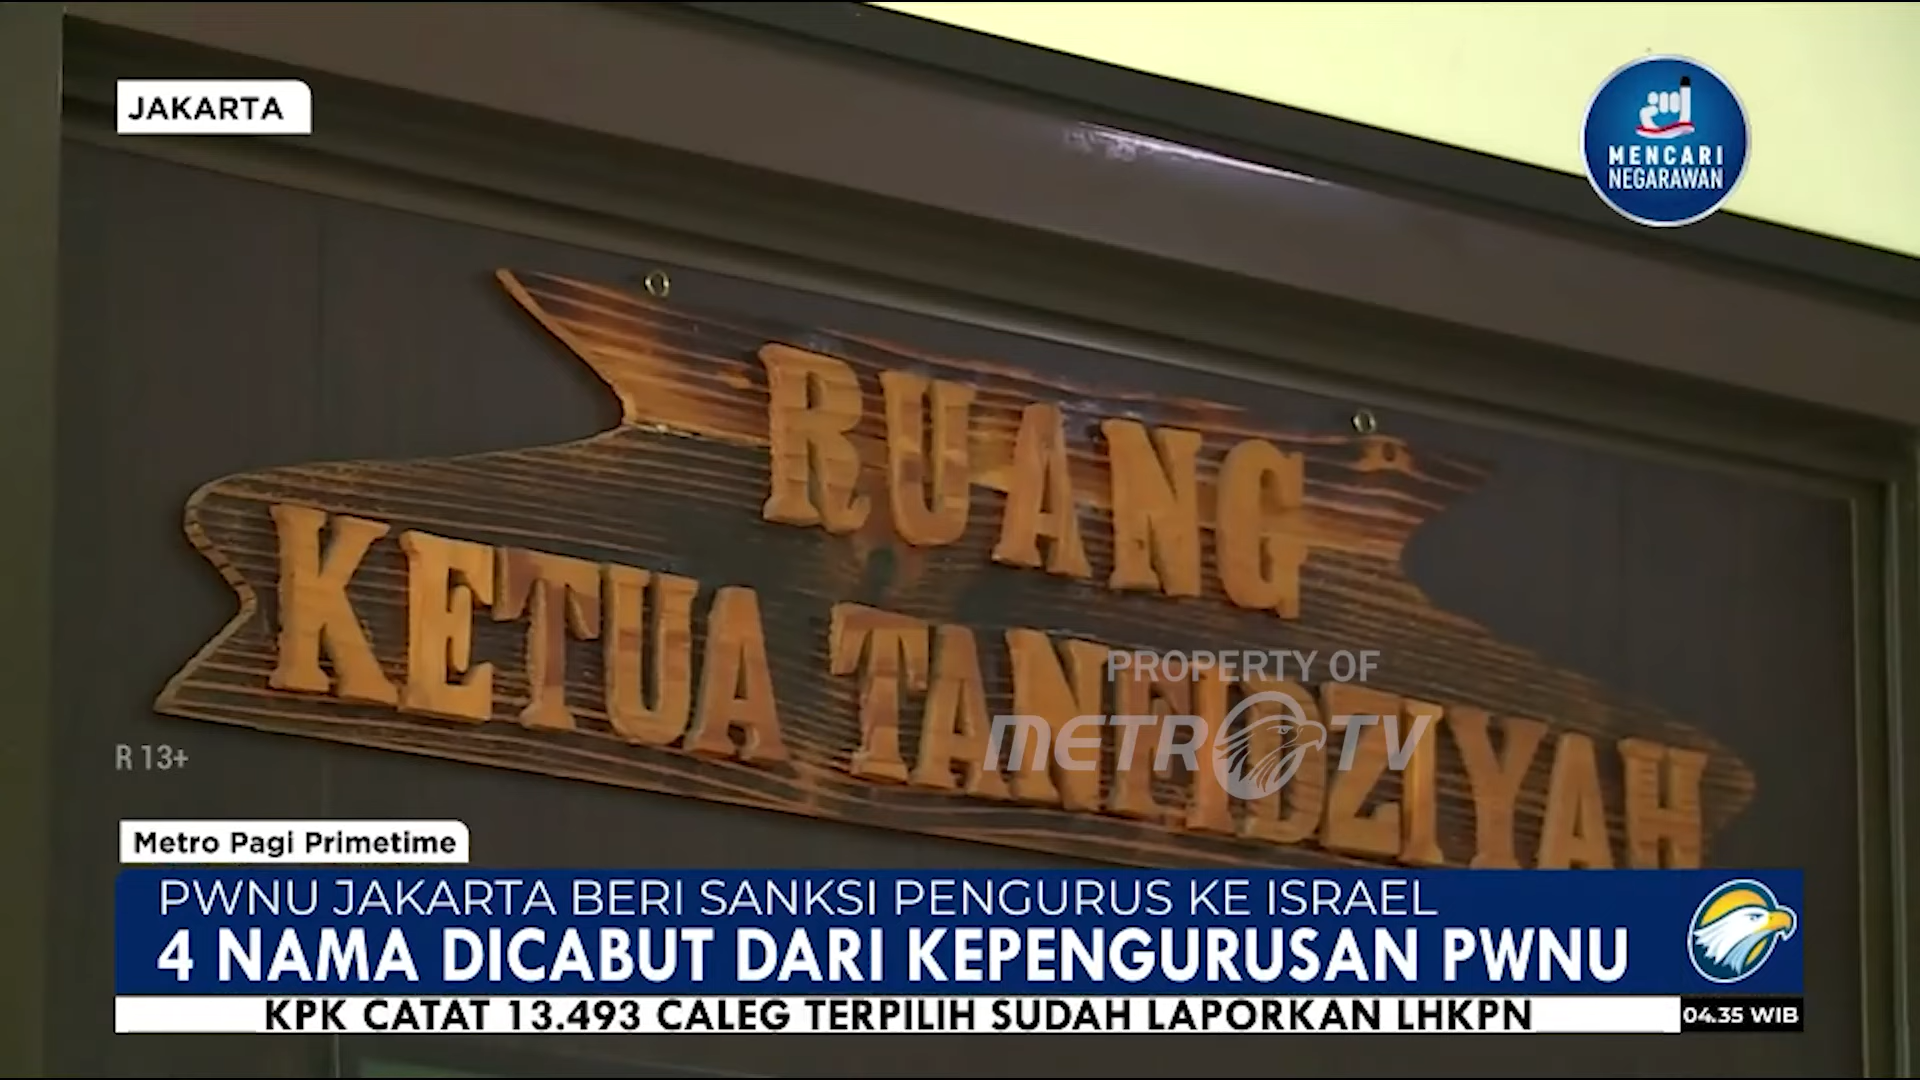 JAKARTA
MENCARI
NEGARAWAN
RUANG
KETUA TANFIDZIYAH
PROPERTY OF
METRO TV
R 13+
Metro Pagi Primetime
PWNU JAKARTA BERI SANKSI PENGURUS KE ISRAEL
4 NAMA DICABUT DARI KEPENGURUSAN PWNU
KPK CATAT 13.493 CALEG TERPILIH SUDAH LAPORKAN LHKPN
04.35 WIB